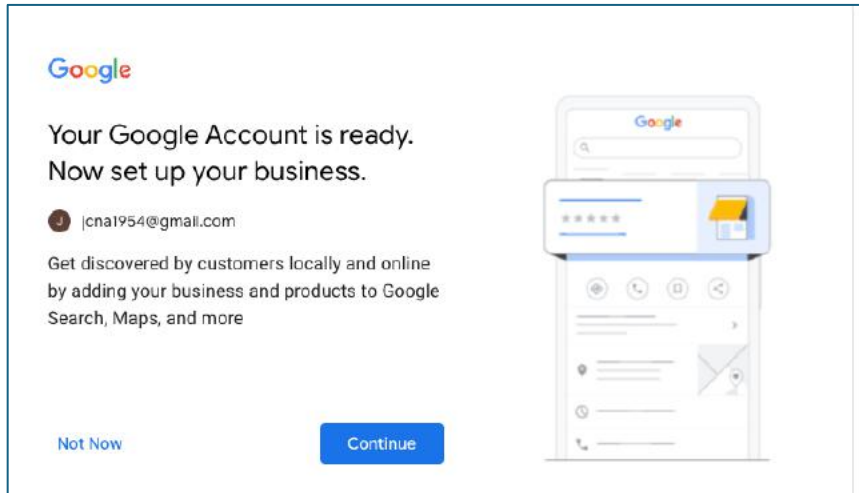 Google
Your Google Account is ready.
Now set up your business.
J jcna1954@gmail.com
Get discovered by customers locally and online
by adding your business and products to Google
Search, Maps, and more
Not Now
Continue
Google